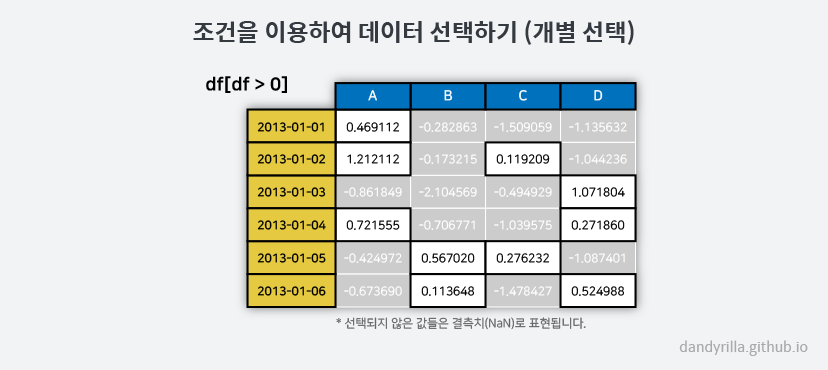 조건을 이용하여 데이터 선택하기 (개별 선택)
df[df > 0]
A B C D
2013-01-01 0.469112 -0.282863 -1.509059 -1.135632
2013-01-02 1.212112 -0.173215 0.119209 -1.044236
2013-01-03 -0.861849 -2.104569 -0.494929 1.071804
2013-01-04 0.721555 -0.706771 -1.039575 0.271860
2013-01-05 -0.424972 0.567020 0.276232 -1.087401
2013-01-06 -0.673690 0.113648 -1.478427 0.524988
* 선택되지 않은 값들은 결측치(NaN)로 표현됩니다.
dandyrilla.github.io